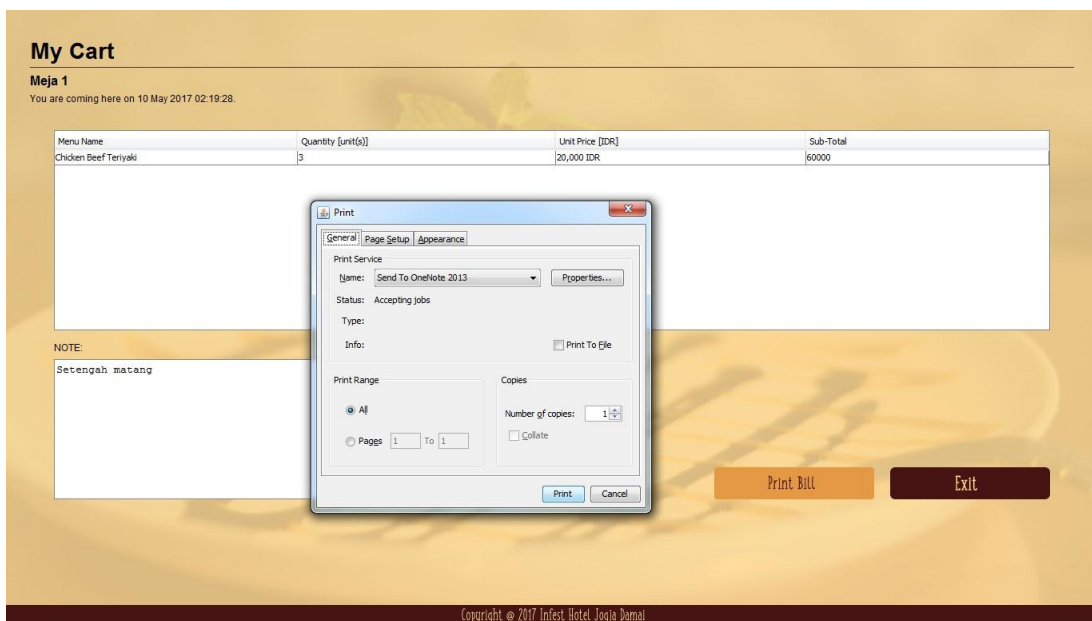 My Cart
Meja 1
You are coming here on 10 May 2017 02:19:28.
Menu Name Quantity [unit(s)] Unit Price [IDR] Sub-Total
Chicken Beef Teriyaki 3 20,000 IDR 60000
Print
General Page Setup Appearance
Print Service
Name: Send To OneNote 2013 Properties...
Status: Accepting jobs
Type:
Info: Print To File
Print Range Copies
All Number of copies: 1
Pages 1 To 1 Collate
Print Cancel
NOTE:
Setengah matang
Print Bill Exit
Copyright @ 2017 Infest Hotel Jogja Damai